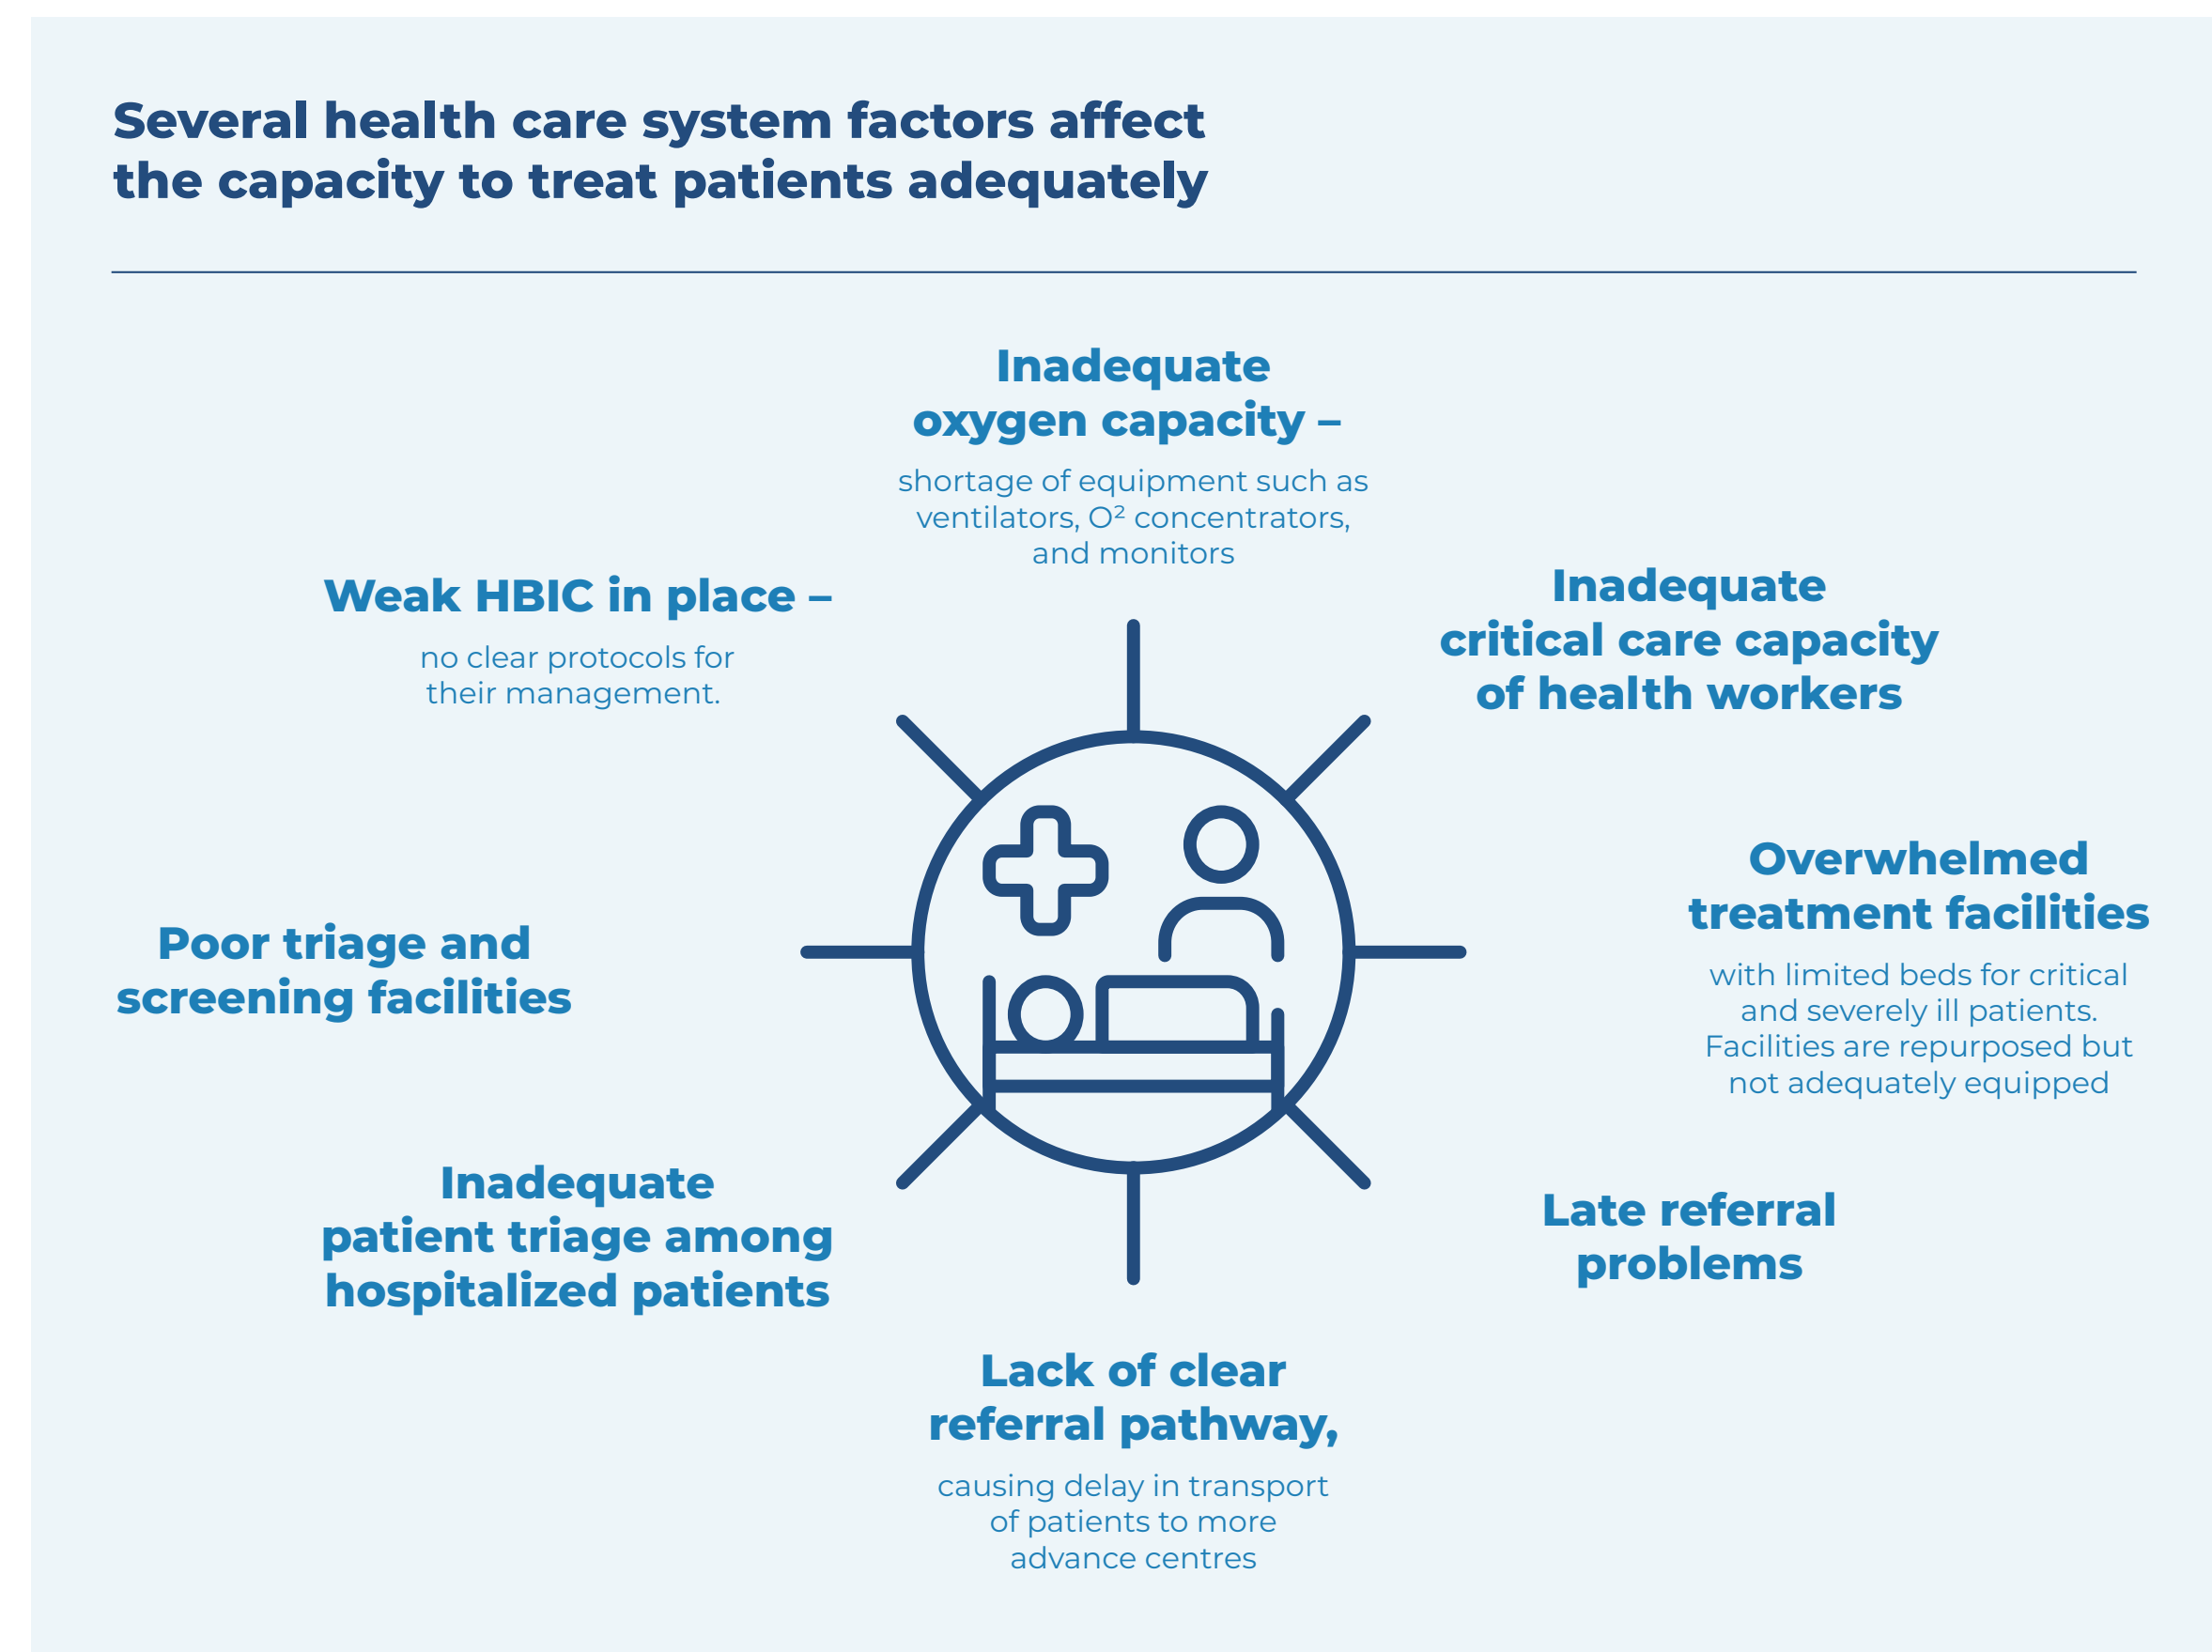 Several health care system factors affect
the capacity to treat patients adequately
Inadequate
oxygen capacity –
shortage of equipment such as
ventilators, O² concentrators,
and monitors
Inadequate
critical care capacity
of health workers
Overwhelmed
treatment facilities
with limited beds for critical
and severely ill patients.
Facilities are repurposed but
not adequately equipped
Late referral
problems
Lack of clear
referral pathway,
causing delay in transport
of patients to more
advance centres
Inadequate
patient triage among
hospitalized patients
Poor triage and
screening facilities
Weak HBIC in place –
no clear protocols for
their management.